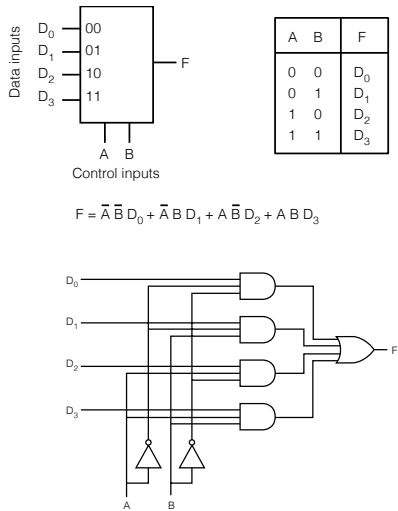 Data inputs
D0 00
D1 01
D2 10
D3 11
F
A B
Control inputs
A B F
0 0 D0
0 1 D1
1 0 D2
1 1 D3
F = A̅ B̅ D0 + A̅ B D1 + A B̅ D2 + A B D3
D0
D1
D2
D3
F
A B